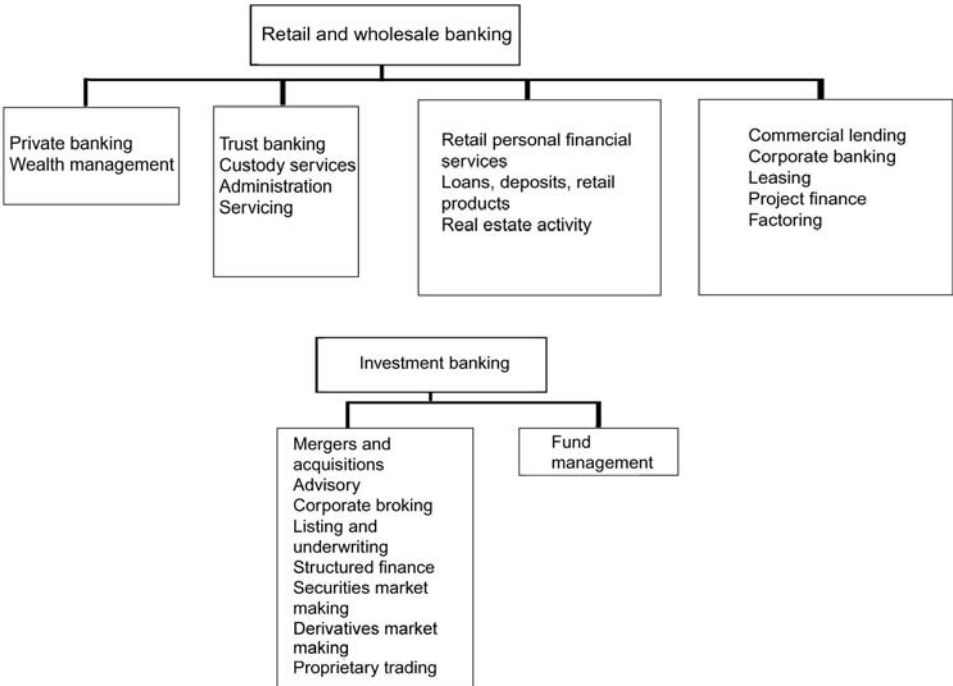 Retail and wholesale banking
Private banking
Wealth management
Trust banking
Custody services
Administration
Servicing
Retail personal financial
services
Loans, deposits, retail
products
Real estate activity
Commercial lending
Corporate banking
Leasing
Project finance
Factoring
Investment banking
Mergers and
acquisitions
Advisory
Corporate broking
Listing and
underwriting
Structured finance
Securities market
making
Derivatives market
making
Proprietary trading
Fund
management